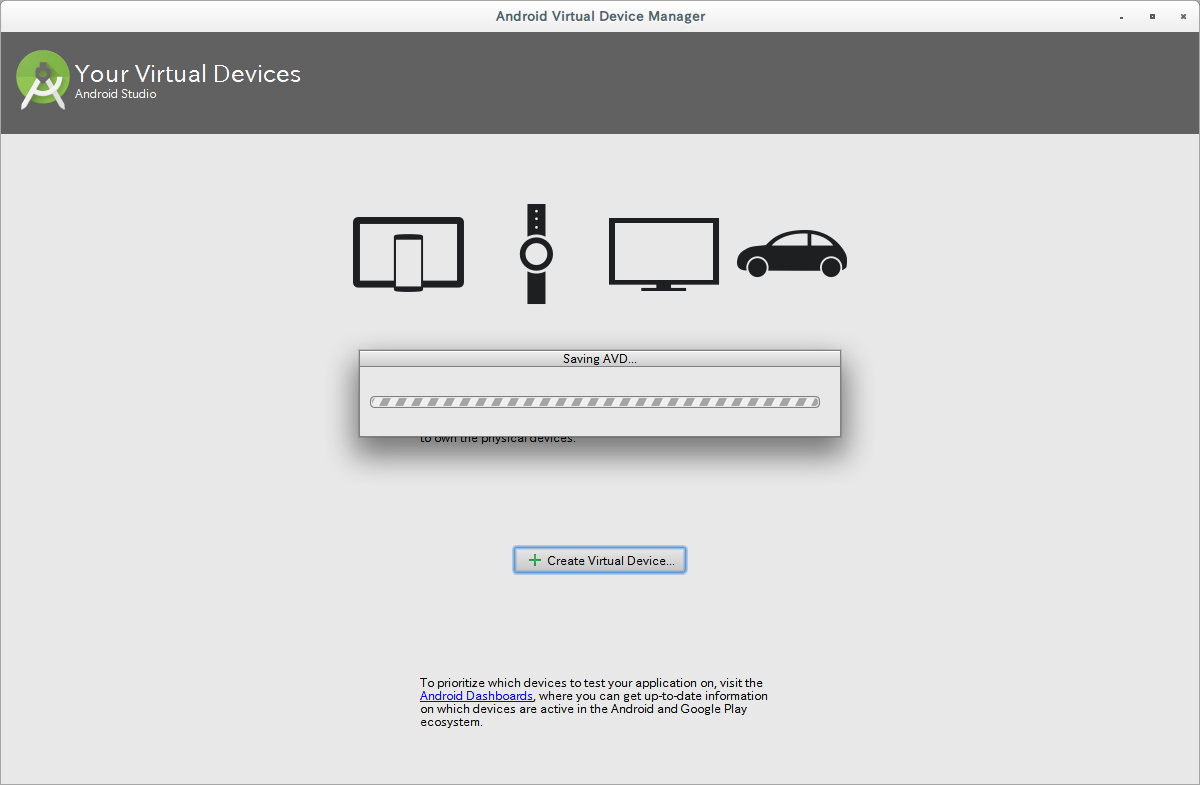 Android Virtual Device Manager
Your Virtual Devices
Android Studio
Saving AVD...
to own the physical devices.
Create Virtual Device...
To prioritize which devices to test your application on, visit the
Android Dashboards, where you can get up-to-date information
on which devices are active in the Android and Google Play
ecosystem.